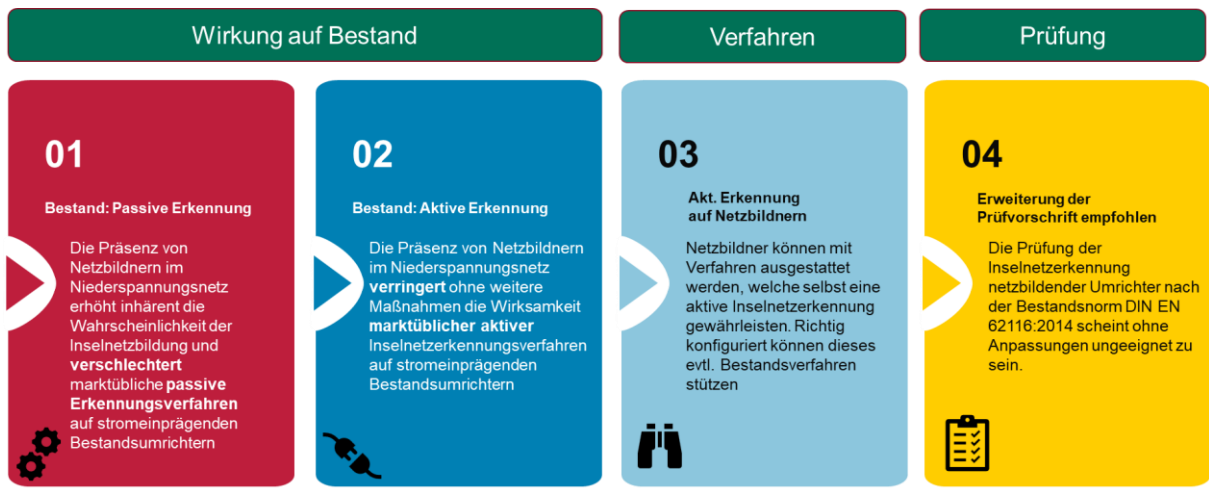 Wirkung auf Bestand
Verfahren
Prüfung
01
Bestand: Passive Erkennung
Die Präsenz von
Netzbildnern im
Niederspannungsnetz
erhöht inhärent die
Wahrscheinlichkeit der
Inselnetzbildung und
verschlechtert
marktübliche passive
Erkennungsverfahren
auf stromeinprägenden
Bestandsumrichtern
02
Bestand: Aktive Erkennung
Die Präsenz von Netzbildnern
im Niederspannungsnetz
verringert ohne weitere
Maßnahmen die Wirksamkeit
marktüblicher aktiver
Inselnetzerkennungsverfahren
auf stromeinprägenden
Bestandsumrichtern
03
Akt. Erkennung
auf Netzbildnern
Netzbildner können mit
Verfahren ausgestattet
werden, welche selbst eine
aktive Inselnetzerkennung
gewährleisten. Richtig
konfiguriert können dieses
evtl. Bestandsverfahren
stützen
04
Erweiterung der
Prüfvorschrift empfohlen
Die Prüfung der
Inselnetzerkennung
netzbildender Umrichter nach
der Bestandsnorm DIN EN
62116:2014 scheint ohne
Anpassungen ungeeignet zu
sein.